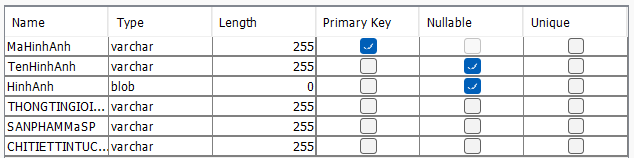 Name Type Length Primary Key Nullable Unique
MaHinhAnh varchar 255
TenHinhAnh varchar 255
HinhAnh blob 0
THONGTINGIOI... varchar 255
SANPHAMMaSP varchar 255
CHITIETTINTUC... varchar 255